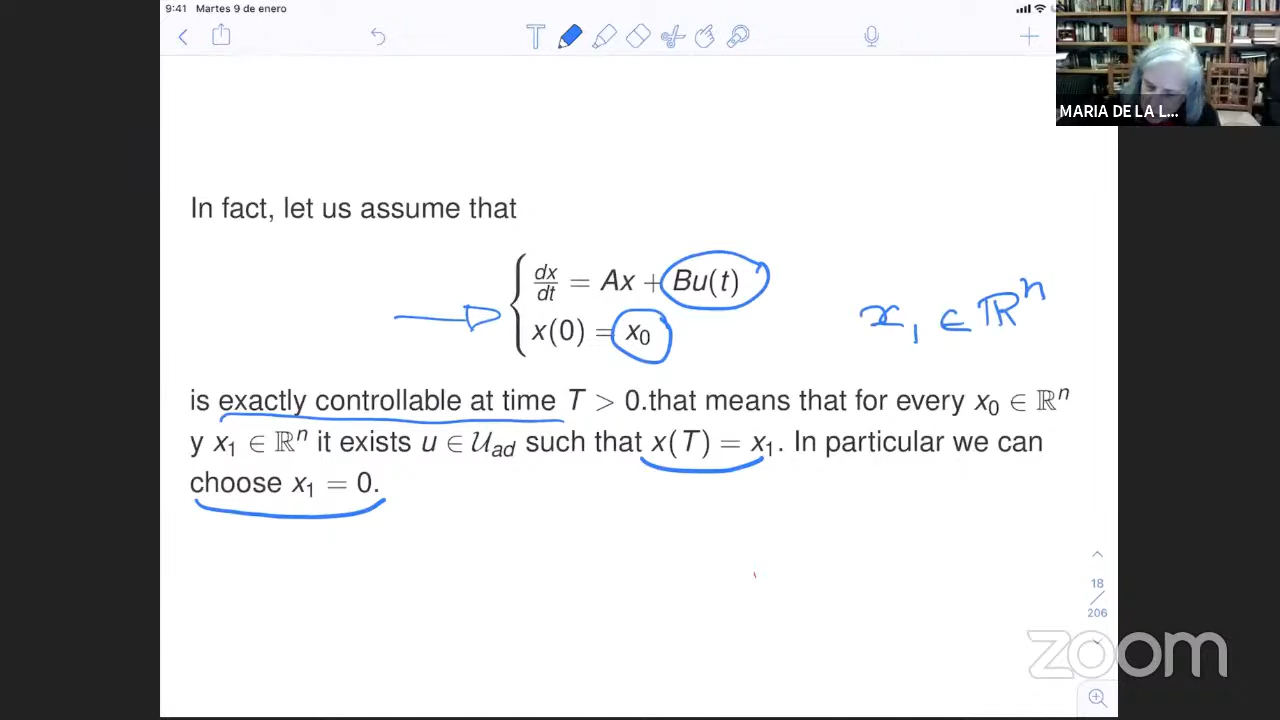 9:41 Martes 9 de enero
MARIA DE LA L...
In fact, let us assume that
dx/dt = Ax + Bu(t)
x(0) = x₀
x₁ ∈ ℝⁿ
is exactly controllable at time T > 0.that means that for every x₀ ∈ ℝⁿ
y x₁ ∈ ℝⁿ it exists u ∈ 𝒰ad such that x(T) = x₁. In particular we can
choose x₁ = 0.
18
206
zoom